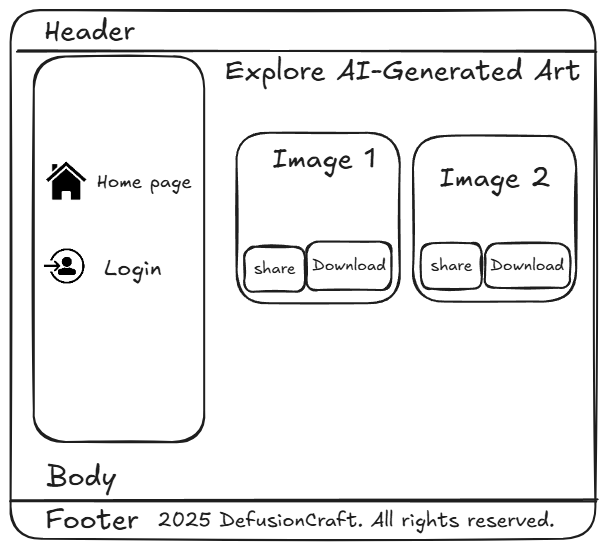 Header
Explore AI-Generated Art
Home page
Login
Image 1
share
Download
Image 2
share
Download
Body
Footer
2025 DefusionCraft. All rights reserved.